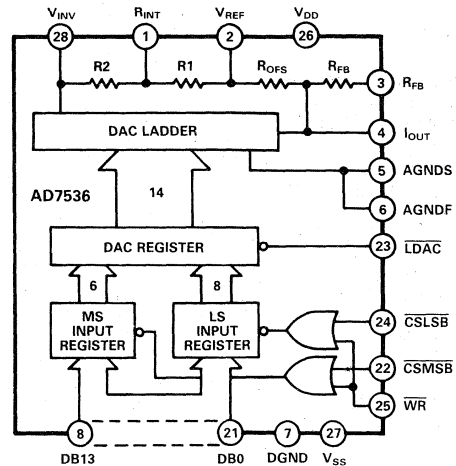 VINV RINT VREF VDD
28 1 2 26
R2 R1 ROFS RFB
3 RFB
DAC LADDER
4 IOUT
5 AGNDS
AD7536
14
6 AGNDF
DAC REGISTER
23 LDAC
6 8
MS INPUT REGISTER
LS INPUT REGISTER
24 CSLSB
22 CSMSB
25 WR
8 21 7 27
DB13 DB0 DGND VSS